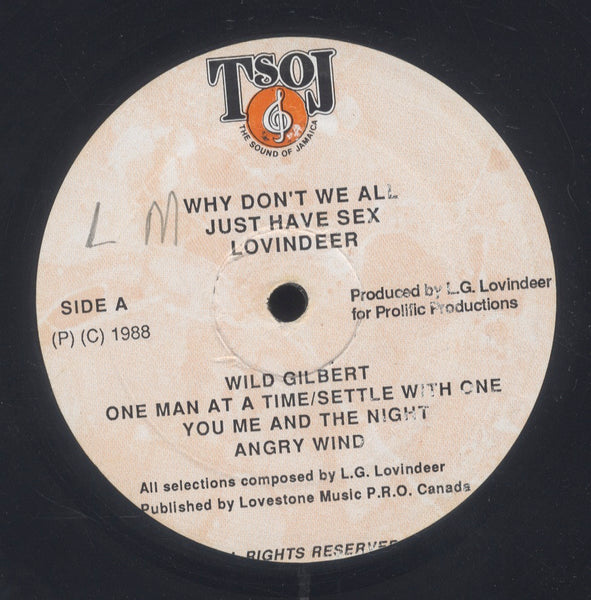 TSOJ
THE SOUND OF JAMAICA
WHY DON'T WE ALL
JUST HAVE SEX
LOVINDEER
L M
SIDE A
(P) (C) 1988
Produced by L.G. Lovindeer
for Prolific Productions
WILD GILBERT
ONE MAN AT A TIME/SETTLE WITH ONE
YOU ME AND THE NIGHT
ANGRY WIND
All selections composed by L.G. Lovindeer
Published by Lovestone Music P.R.O. Canada
RIGHTS RESERVE